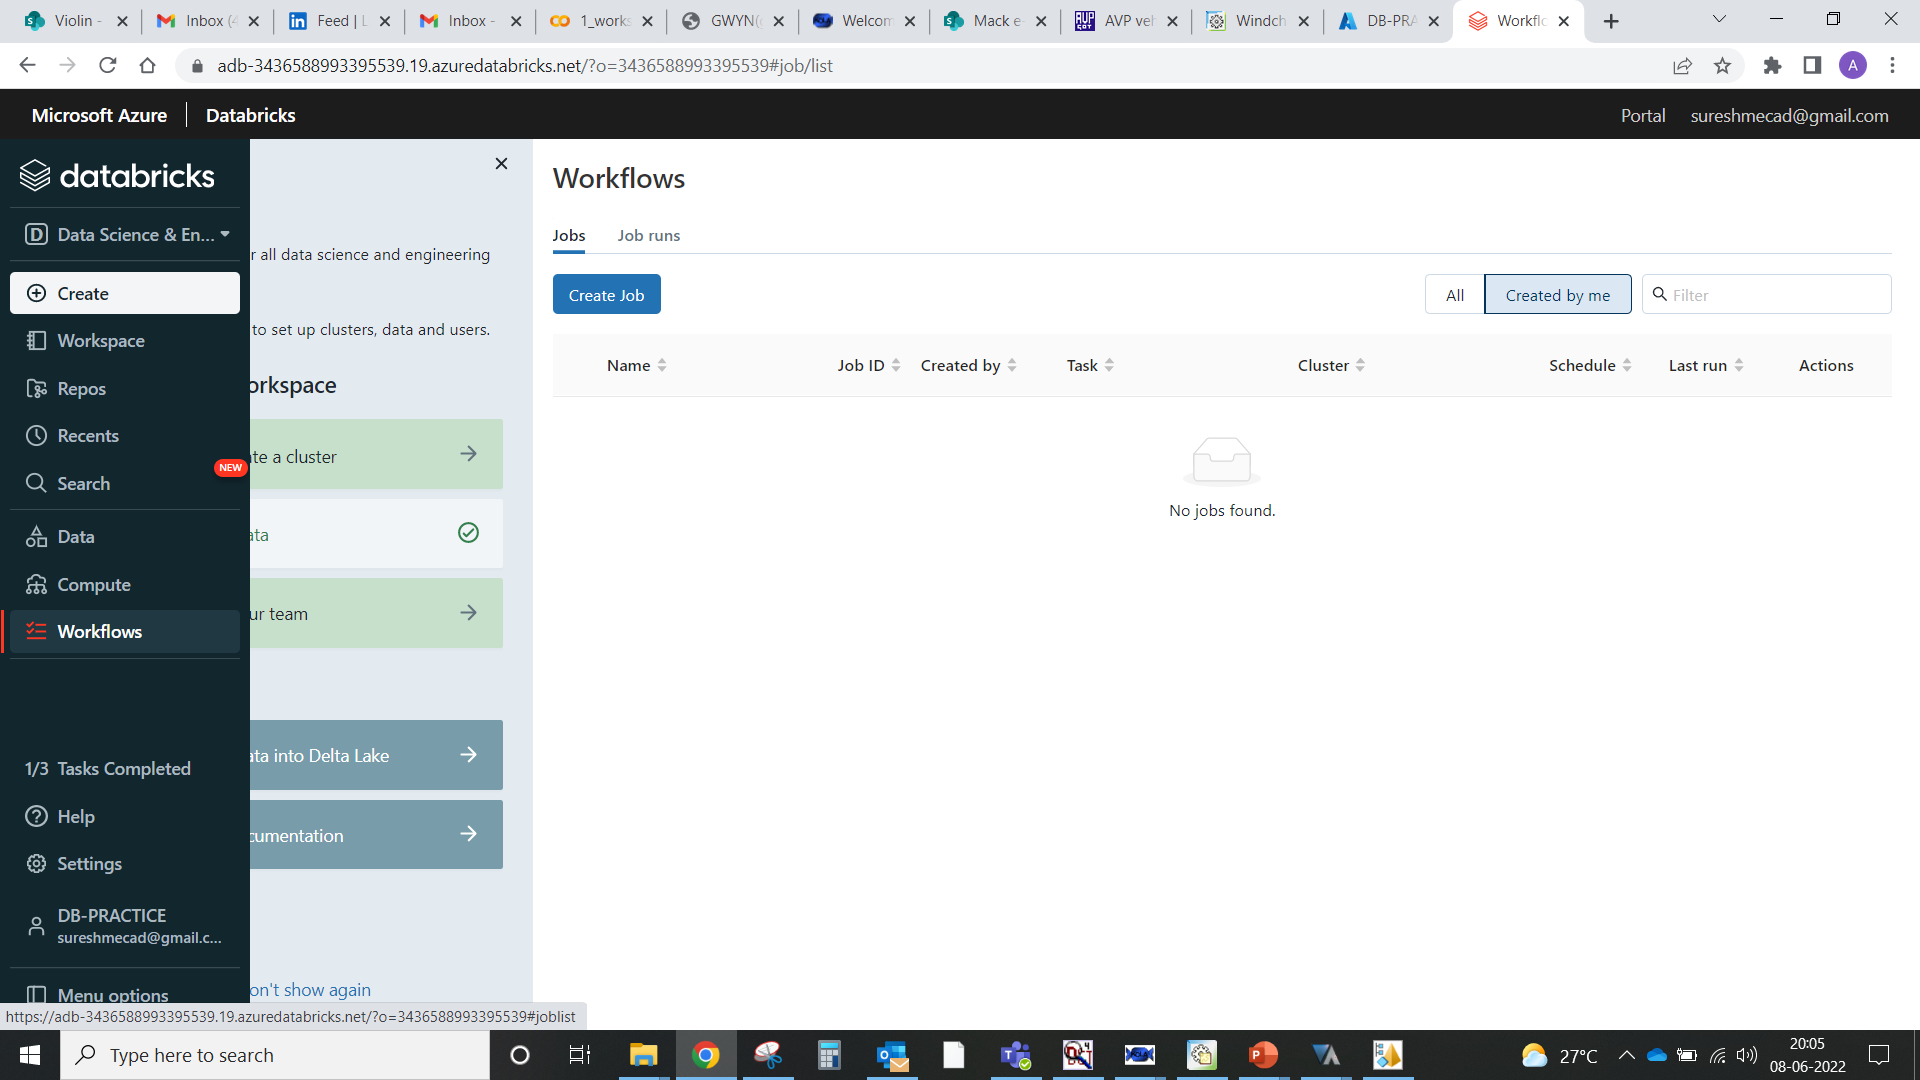 Violin -
Inbox (4
Feed | L
Inbox -
1_works
GWYN(
Welcom
Mack e-
AVP veh
Windch
DB-PRA
Workflo
adb-3436588993395539.19.azuredatabricks.net/?o=3436588993395539#job/list
A
Microsoft Azure
Databricks
Portal
sureshmecad@gmail.com
databricks
D
Data Science & En...
Create
Workspace
Repos
Recents
NEW
Search
Data
Compute
Workflows
1/3 Tasks Completed
Help
Settings
DB-PRACTICE
sureshmecad@gmail.c...
Menu options
r all data science and engineering
to set up clusters, data and users.
orkspace
te a cluster
ata
ur team
ata into Delta Lake
cumentation
on't show again
Workflows
Jobs
Job runs
Create Job
All
Created by me
Filter
Name
Job ID
Created by
Task
Cluster
Schedule
Last run
Actions
No jobs found.
https://adb-3436588993395539.19.azuredatabricks.net/?o=3436588993395539#joblist
Type here to search
27°C
20:05
08-06-2022